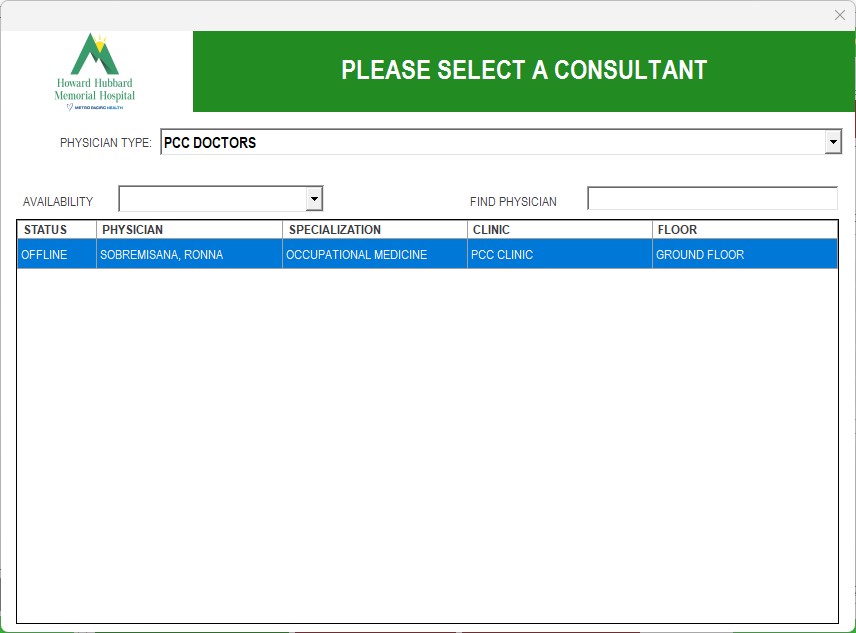 Howard Hubbard
Memorial Hospital
METRO PACIFIC HEALTH
PLEASE SELECT A CONSULTANT
PHYSICIAN TYPE: PCC DOCTORS
AVAILABILITY FIND PHYSICIAN
STATUS PHYSICIAN SPECIALIZATION CLINIC FLOOR
OFFLINE SOBREMISANA, RONNA OCCUPATIONAL MEDICINE PCC CLINIC GROUND FLOOR